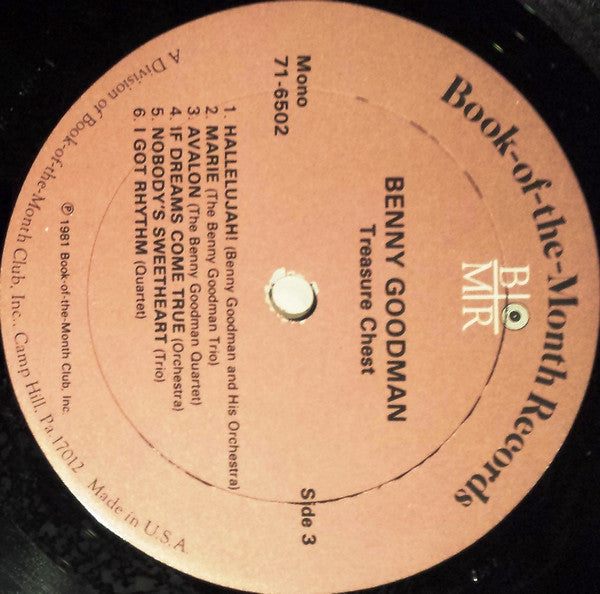 Book-of-the-Month Records
BO
MR
BENNY GOODMAN
Treasure Chest
Mono
71-6502
Side 3
1. HALLELUJAH! (Benny Goodman and His Orchestra)
2. MARIE (The Benny Goodman Trio)
3. AVALON (The Benny Goodman Quartet)
4. IF DREAMS COME TRUE (Orchestra)
5. NOBODY'S SWEETHEART (Trio)
6. I GOT RHYTHM (Quartet)
℗ 1981 Book-of-the-Month Club, Inc.
A Division of Book-of-the-Month Club, Inc., Camp Hill, Pa. 17012 Made in U.S.A